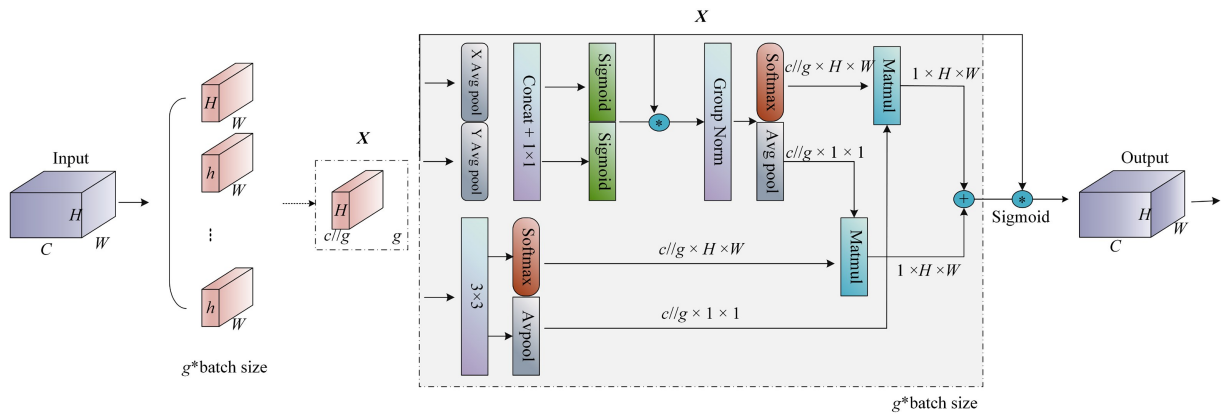 Input
H
C
W
H
W
h
W
⋮
h
W
g*batch size
X
H
c//g
g
X
X Avg pool
Y Avg pool
Concat + 1×1
Sigmoid
Sigmoid
*
Group Norm
Softmax
Avg pool
c//g × H × W
c//g × 1 × 1
Matmul
1 × H × W
3×3
Softmax
Avpool
c//g × H × W
c//g × 1 × 1
Matmul
1 × H × W
+
Sigmoid
*
Output
H
C
W
g*batch size